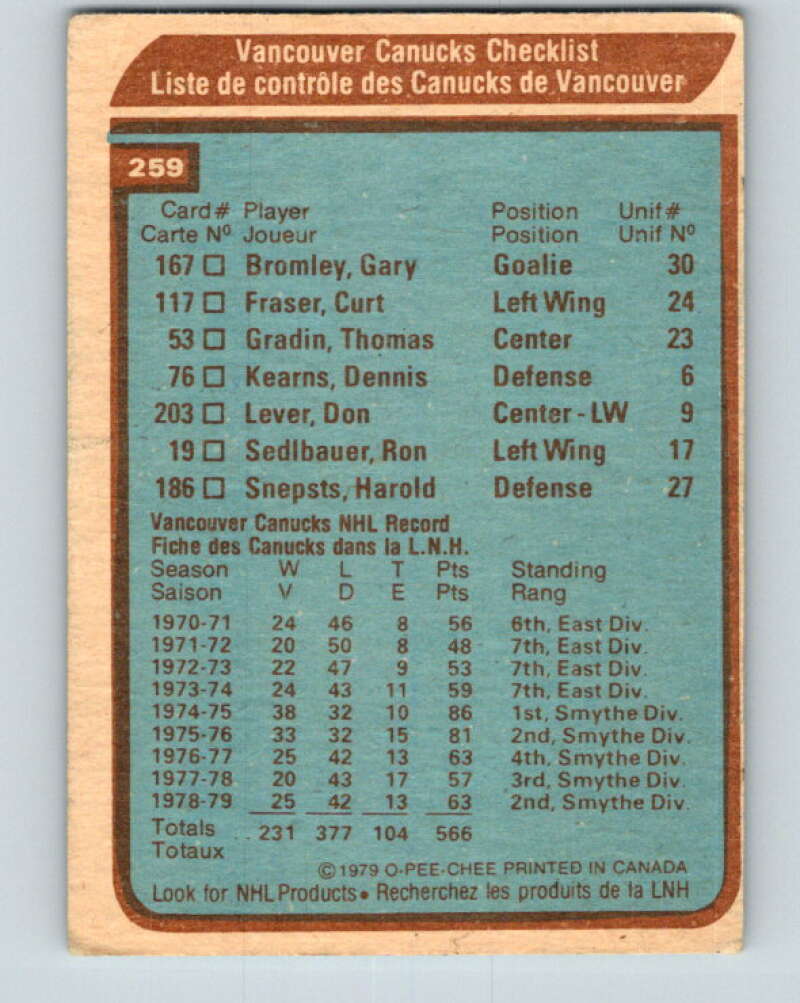 Vancouver Canucks Checklist
Liste de contrôle des Canucks de Vancouver
259
Card # Player Position Unif #
Carte Nº Joueur Position Unif Nº
167 □ Bromley, Gary Goalie 30
117 □ Fraser, Curt Left Wing 24
53 □ Gradin, Thomas Center 23
76 □ Kearns, Dennis Defense 6
203 □ Lever, Don Center - LW 9
19 □ Sedlbauer, Ron Left Wing 17
186 □ Snepsts, Harold Defense 27
Vancouver Canucks NHL Record
Fiche des Canucks dans la L.N.H.
Season W L T Pts Standing
Saison V D E Pts Rang
1970-71 24 46 8 56 6th, East Div.
1971-72 20 50 8 48 7th, East Div.
1972-73 22 47 9 53 7th, East Div.
1973-74 24 43 11 59 7th, East Div.
1974-75 38 32 10 86 1st, Smythe Div.
1975-76 33 32 15 81 2nd, Smythe Div.
1976-77 25 42 13 63 4th, Smythe Div.
1977-78 20 43 17 57 3rd, Smythe Div.
1978-79 25 42 13 63 2nd, Smythe Div.
Totals .. 231 377 104 566
Totaux
© 1979 O-PEE-CHEE PRINTED IN CANADA
Look for NHL Products • Recherchez les produits de la LNH